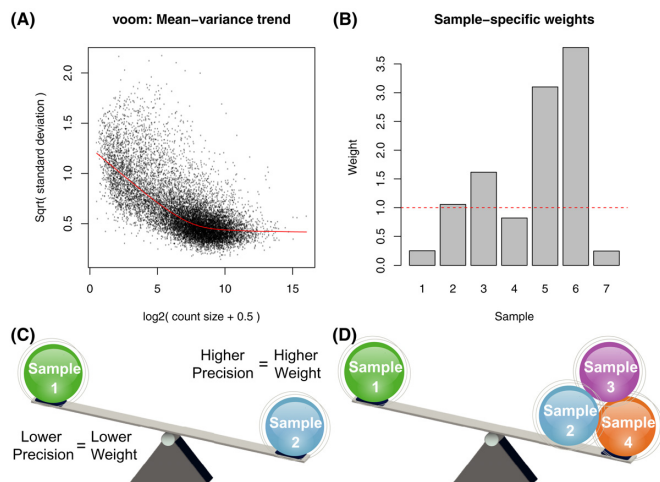 (A)
voom: Mean−variance trend
Sqrt( standard deviation )
2.0
1.5
1.0
0.5
0
5
10
15
log2( count size + 0.5 )
(B)
Sample−specific weights
Weight
3.5
3.0
2.5
2.0
1.5
1.0
0.5
0.0
1
2
3
4
5
6
7
Sample
(C)
Sample
1
Higher
Precision
=
Higher
Weight
Sample
2
Lower
Precision
=
Lower
Weight
(D)
Sample
1
Sample
3
Sample
2
Sample
4